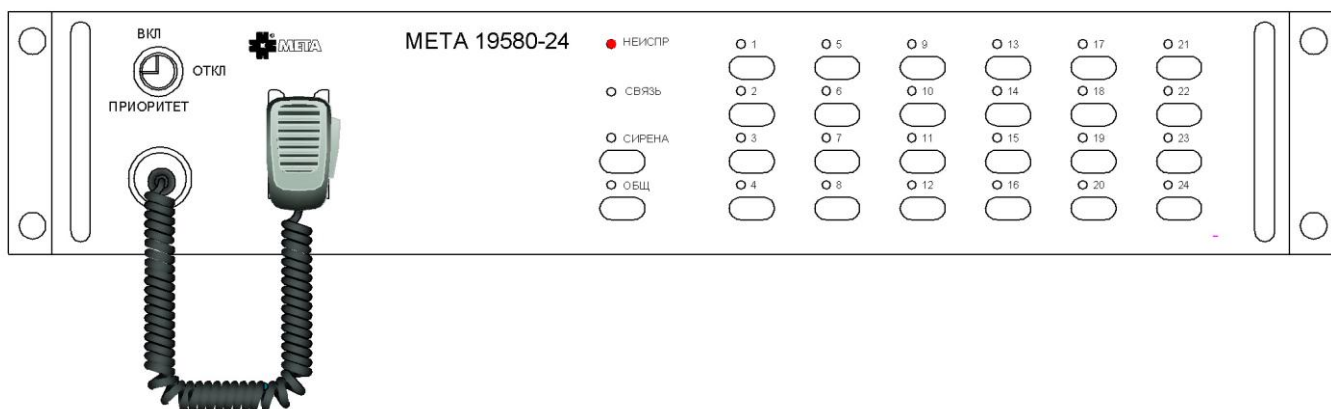 ВКЛ
ОТКЛ
ПРИОРИТЕТ
МЕТА
МЕТА 19580-24
НЕИСПР
СВЯЗЬ
СИРЕНА
ОБЩ
1 5 9 13 17 21
2 6 10 14 18 22
3 7 11 15 19 23
4 8 12 16 20 24